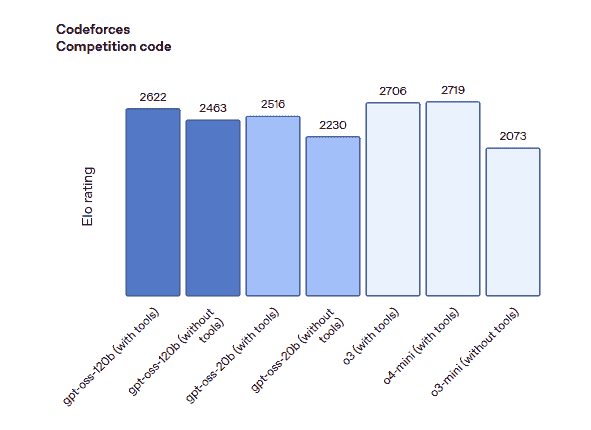 Codeforces
Competition code
2622
2463
2516
2230
2706
2719
2073
Elo rating
gpt-oss-120b (with tools)
gpt-oss-120b (without
tools)
gpt-oss-20b (with tools)
gpt-oss-20b (without
tools)
o3 (with tools)
o4-mini (with tools)
o3-mini (without tools)